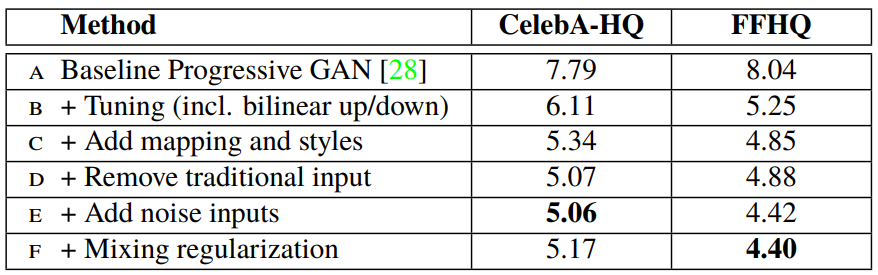 Method CelebA-HQ FFHQ
A Baseline Progressive GAN [28] 7.79 8.04
B + Tuning (incl. bilinear up/down) 6.11 5.25
C + Add mapping and styles 5.34 4.85
D + Remove traditional input 5.07 4.88
E + Add noise inputs 5.06 4.42
F + Mixing regularization 5.17 4.40